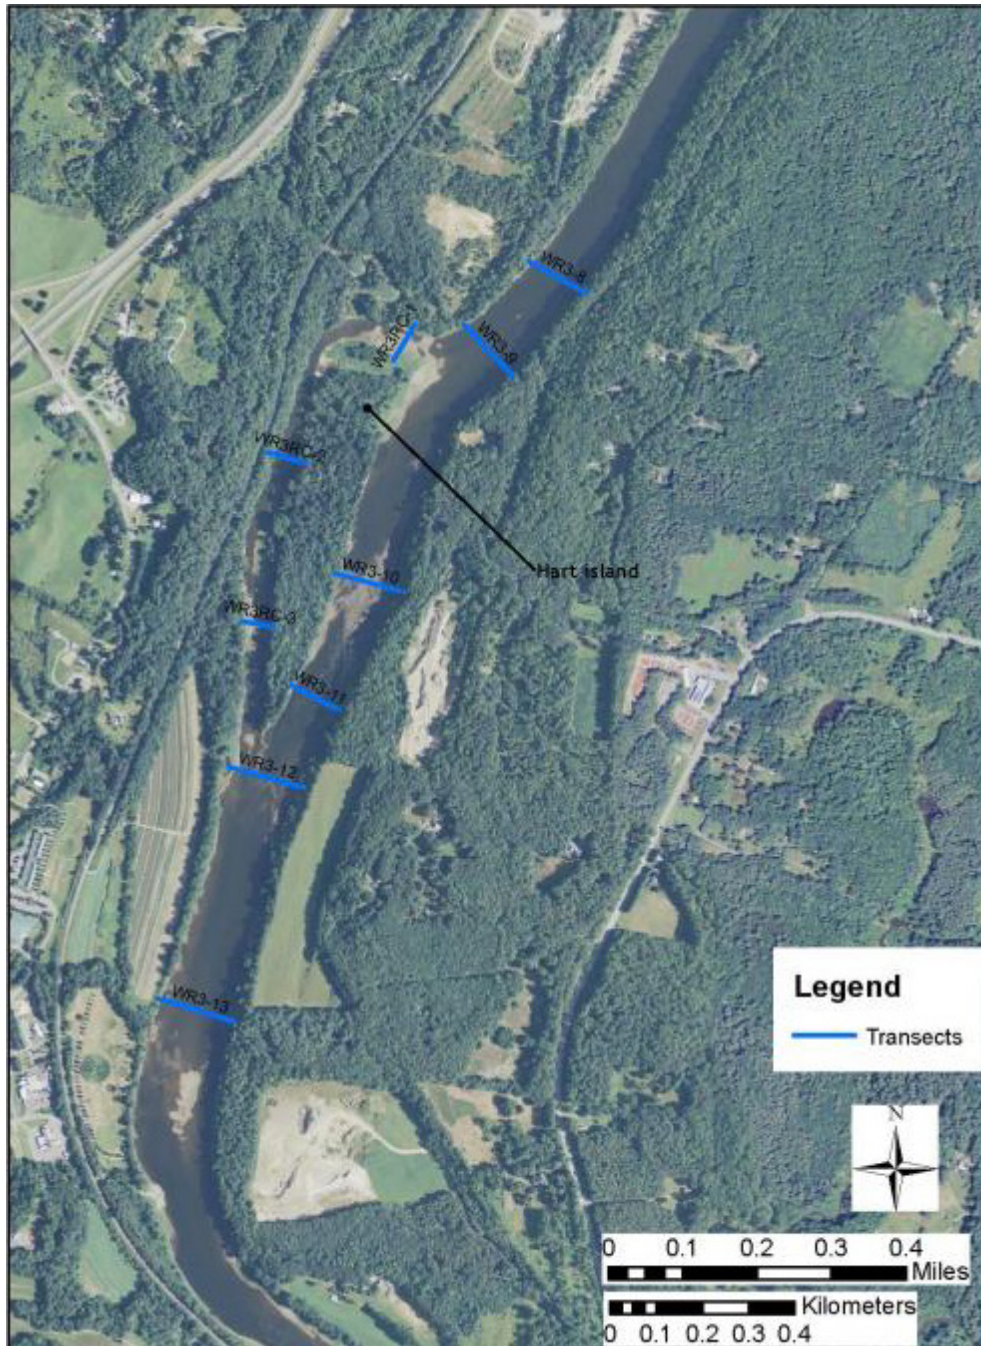 WR3-8
WR3RC-1
WR3-9
WR3RC-2
Hart island
WR3-10
WR3RC-3
WR3-11
WR3-12
WR3-13
Legend
Transects
N
0 0.1 0.2 0.3 0.4
Miles
Kilometers
0 0.1 0.2 0.3 0.4